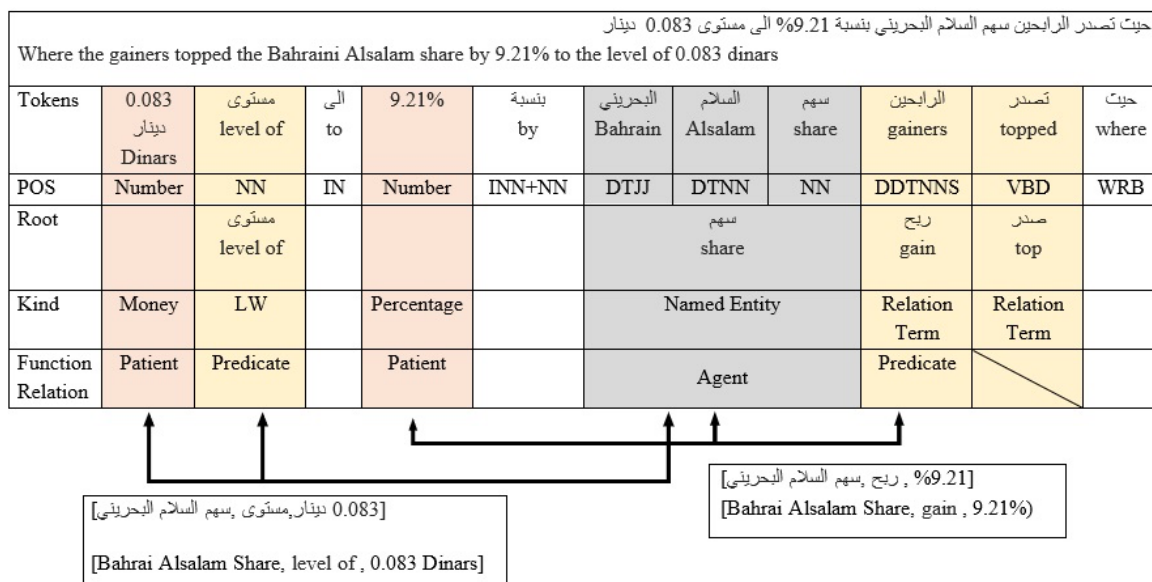 حيث تصدر الرابحين سهم السلام البحريني بنسبة 9.21% الى مستوى 0.083 دينار
Where the gainers topped the Bahraini Alsalam share by 9.21% to the level of 0.083 dinars
Tokens 0.083 مستوى الى 9.21% بنسبة البحريني السلام سهم الرابحين تصدر حيث
دينار level of to by Bahrain Alsalam share gainers topped where
Dinars
POS Number NN IN Number INN+NN DTJJ DTNN NN DDTNNS VBD WRB
Root مستوى سهم ربح صدر
level of share gain top
Kind Money LW Percentage Named Entity Relation Relation
Term Term
Function Patient Predicate Patient Agent Predicate
Relation
[0.083 دينار,مستوى ,سهم السلام البحريني]
[Bahrai Alsalam Share, level of , 0.083 Dinars]
[%9.21 , ربح ,سهم السلام البحريني]
[Bahrai Alsalam Share, gain , 9.21%)